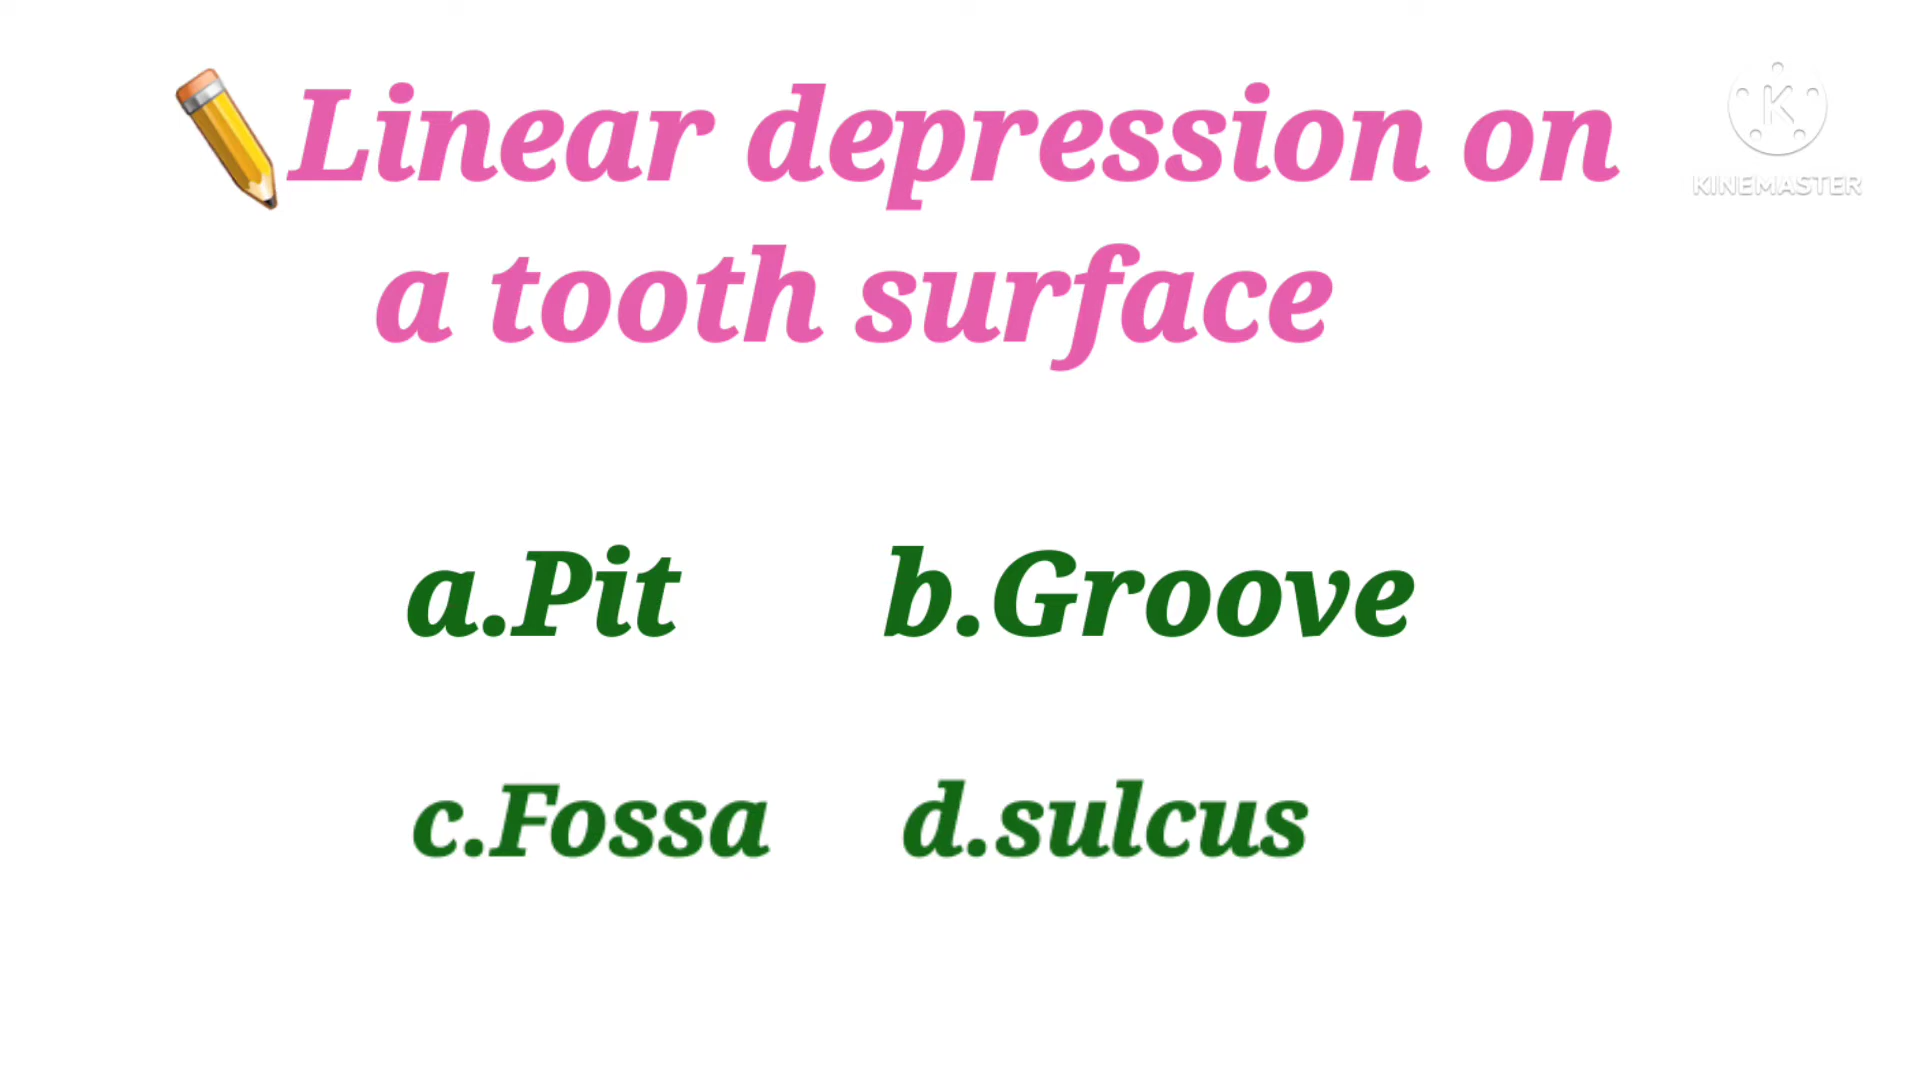 Linear depression on
a tooth surface
a.Pit b.Groove
c.Fossa d.sulcus
K
KINEMASTER